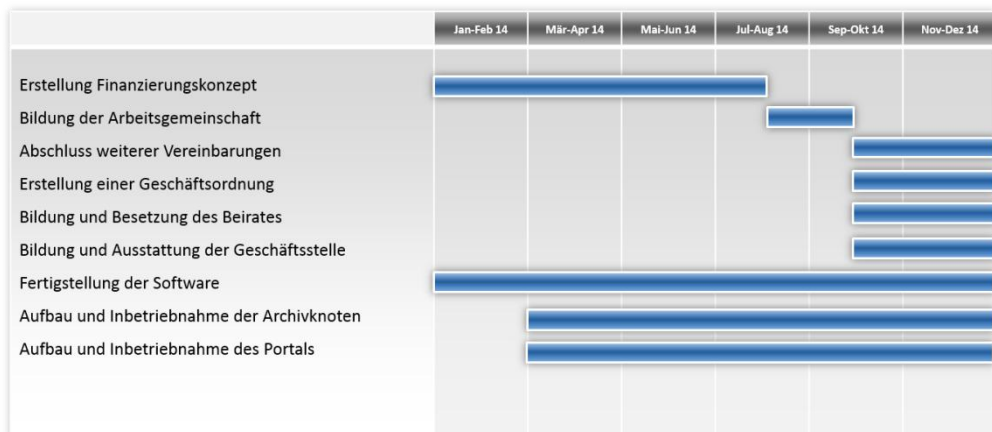 Jan-Feb 14 Mär-Apr 14 Mai-Jun 14 Jul-Aug 14 Sep-Okt 14 Nov-Dez 14
Erstellung Finanzierungskonzept
Bildung der Arbeitsgemeinschaft
Abschluss weiterer Vereinbarungen
Erstellung einer Geschäftsordnung
Bildung und Besetzung des Beirates
Bildung und Ausstattung der Geschäftsstelle
Fertigstellung der Software
Aufbau und Inbetriebnahme der Archivknoten
Aufbau und Inbetriebnahme des Portals